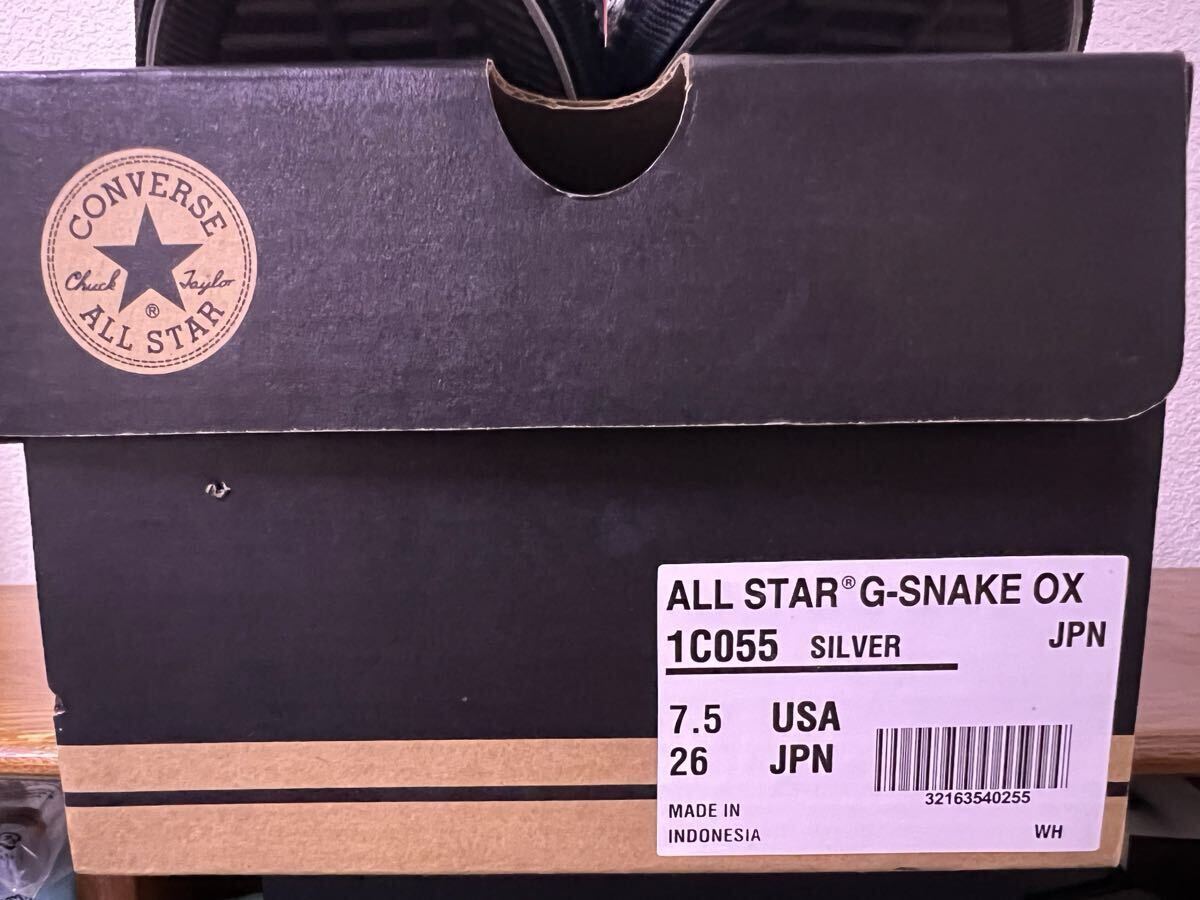 CONVERSE
Chuck Taylor
®
ALL STAR
ALL STAR® G-SNAKE OX
1C055 SILVER JPN
7.5 USA
26 JPN
32163540255
MADE IN
INDONESIA WH